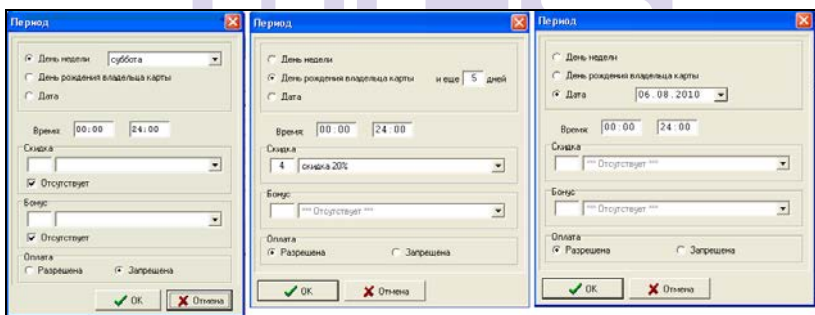 Период
День недели суббота
День рождения владельца карты
Дата
Время: 00:00 24:00
Скидка
Отсутствует
Бонус
Отсутствует
Оплата
Разрешена Запрещена
OK Отмена
Период
День недели
День рождения владельца карты и еще 5 дней
Дата
Время: 00:00 24:00
Скидка
4 скидка 20%
Бонус
*** Отсутствует ***
Оплата
Разрешена Запрещена
OK Отмена
Период
День недели
День рождения владельца карты
Дата 06.08.2010
Время: 00:00 24:00
Скидка
*** Отсутствует ***
Бонус
*** Отсутствует ***
Оплата
Разрешена Запрещена
OK Отмена